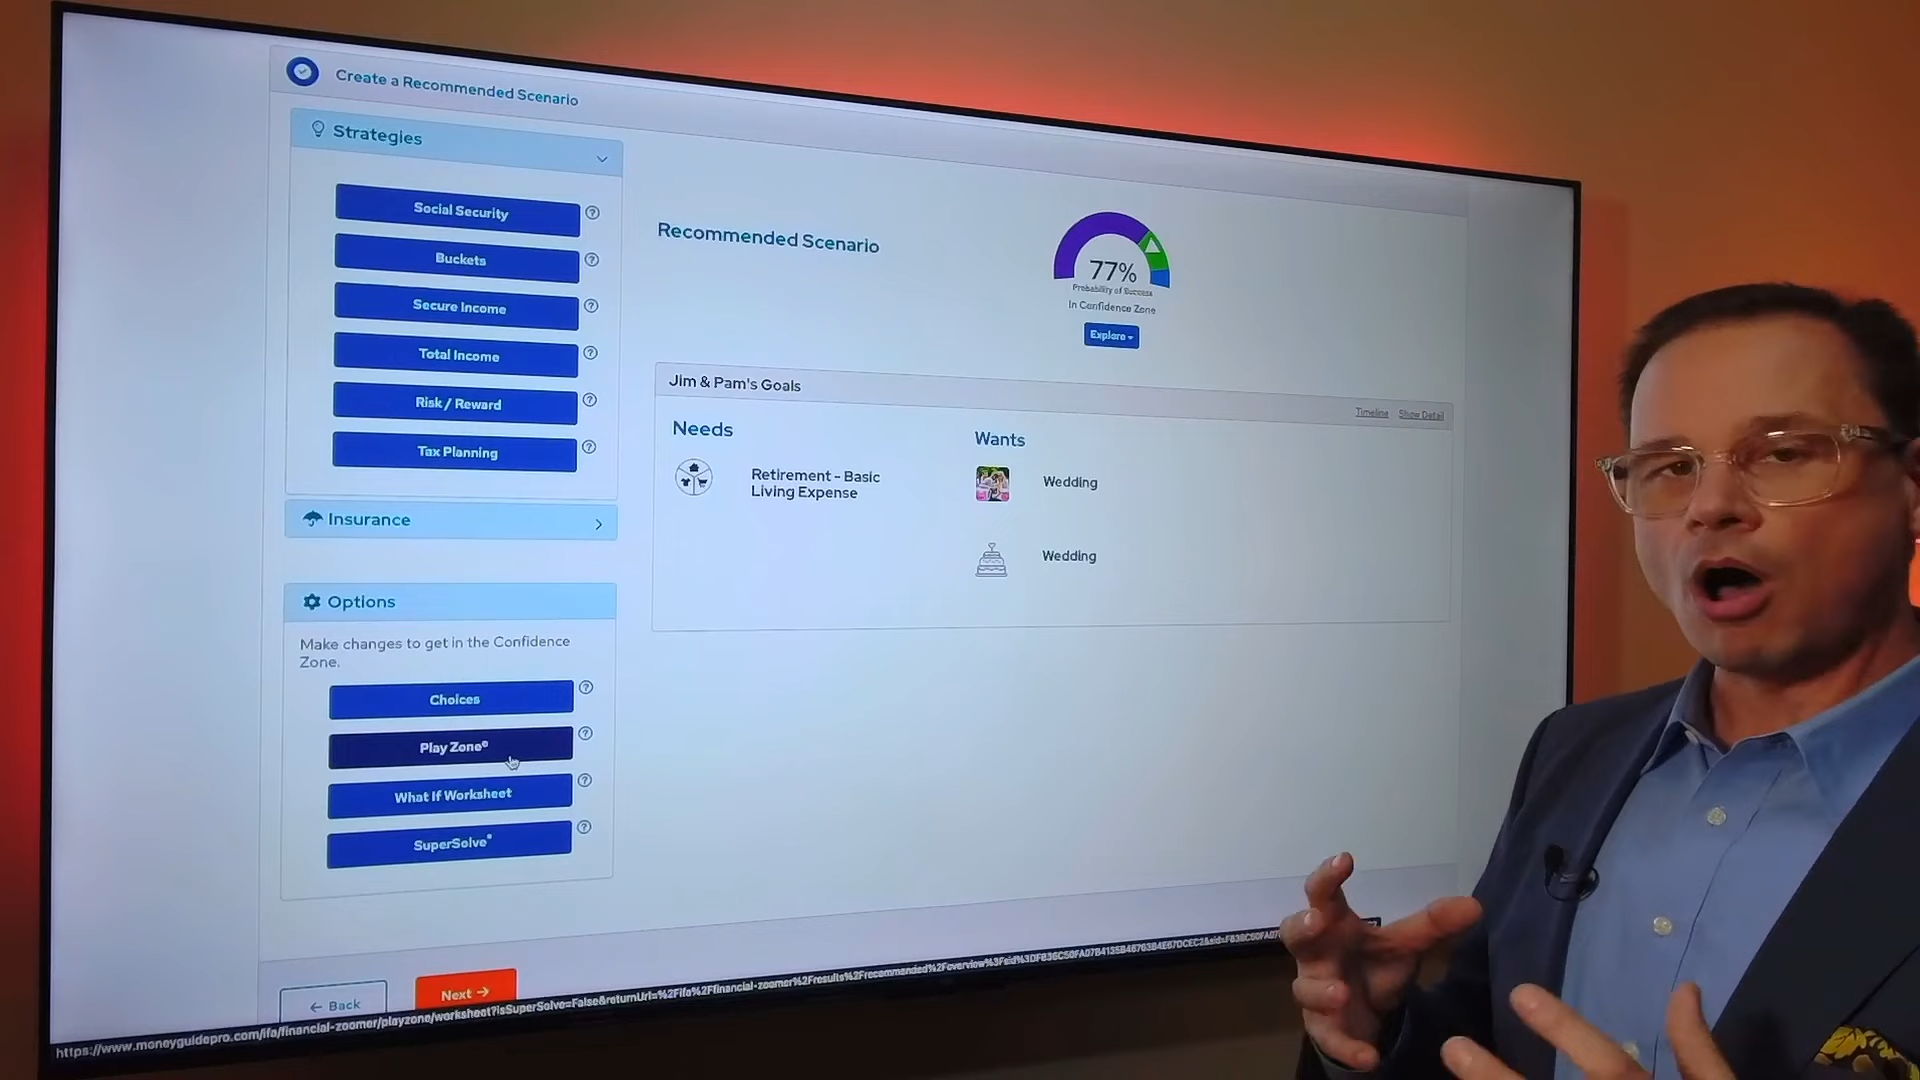 Create a Recommended Scenario
Strategies
Social Security
Buckets
Secure Income
Total Income
Risk / Reward
Tax Planning
Insurance
Options
Make changes to get in the Confidence
Zone.
Choices
Play Zone®
What If Worksheet
SuperSolve®
← Back
Next →
Recommended Scenario
77%
Probability of Success
In Confidence Zone
Explore
Jim & Pam's Goals
Timeline Show Detail
Needs
Retirement - Basic
Living Expense
Wants
Wedding
Wedding